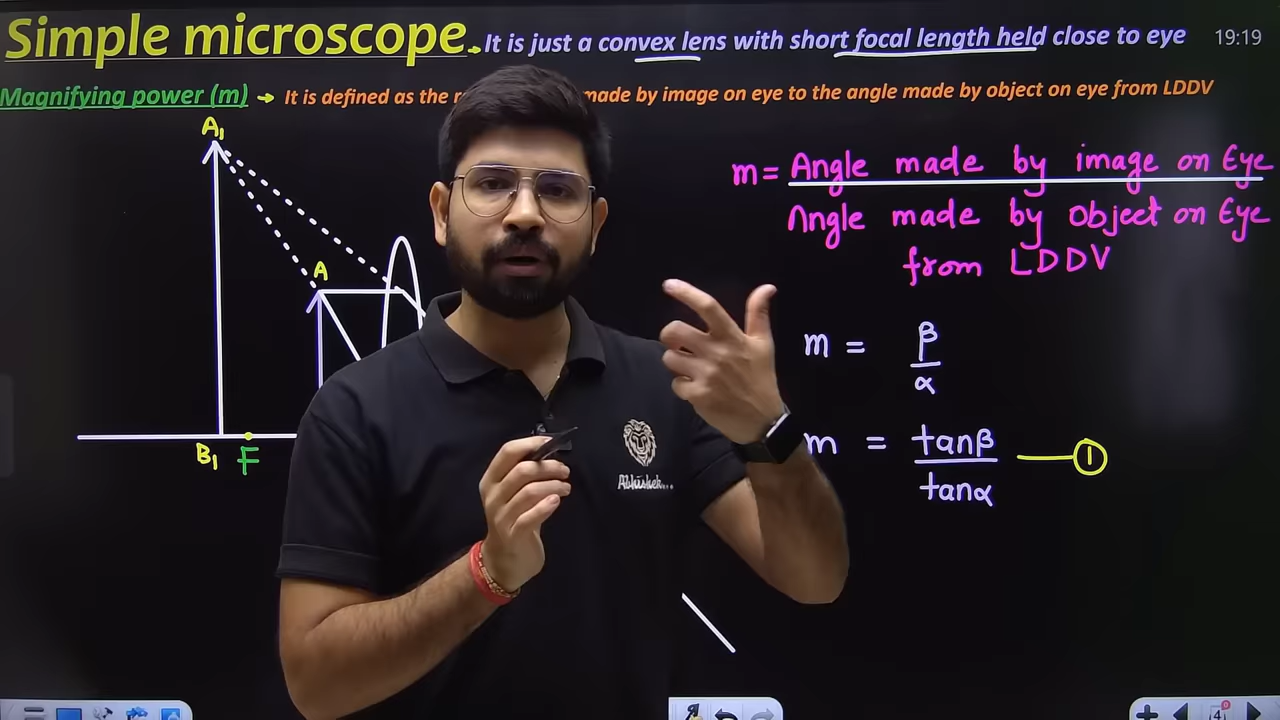 Simple microscope. It is just a convex lens with short focal length held close to eye
19:19
Magnifying power (m) → It is defined as the made by image on eye to the angle made by object on eye from LDDV
A₁
m = Angle made by image on Eye
Angle made by object on Eye
from LDDV
A
m = β
α
B₁ F
m = tanβ ①
tanα
Abhishek...
4